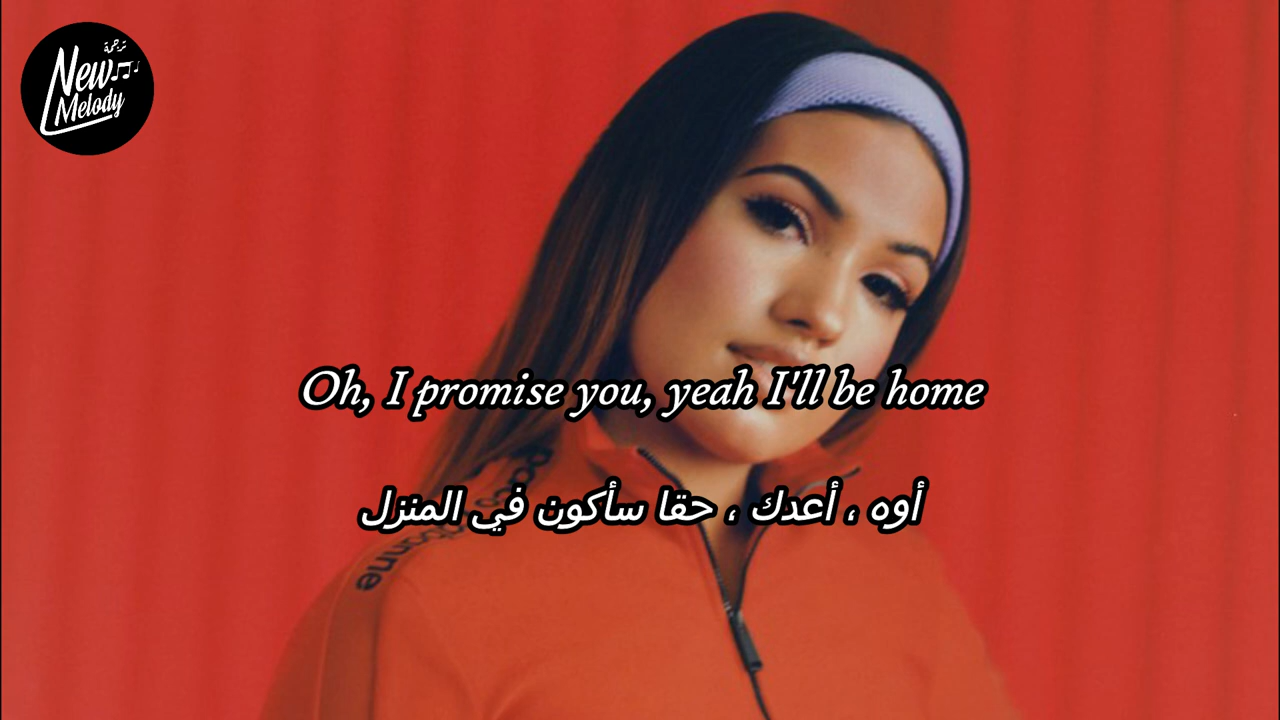 ترجمة
New
Melody
Oh, I promise you, yeah I'll be home
أوه ، أعدك ، حقا سأكون في المنزل